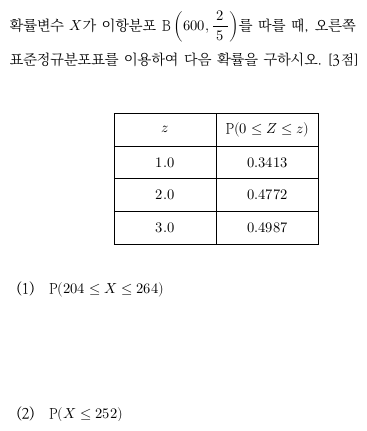 확률변수 X가 이항분포 B(600, 2/5)를 따를 때, 오른쪽
표준정규분포표를 이용하여 다음 확률을 구하시오. [3점]
z P(0 ≤ Z ≤ z)
1.0 0.3413
2.0 0.4772
3.0 0.4987
(1) P(204 ≤ X ≤ 264)
(2) P(X ≤ 252)